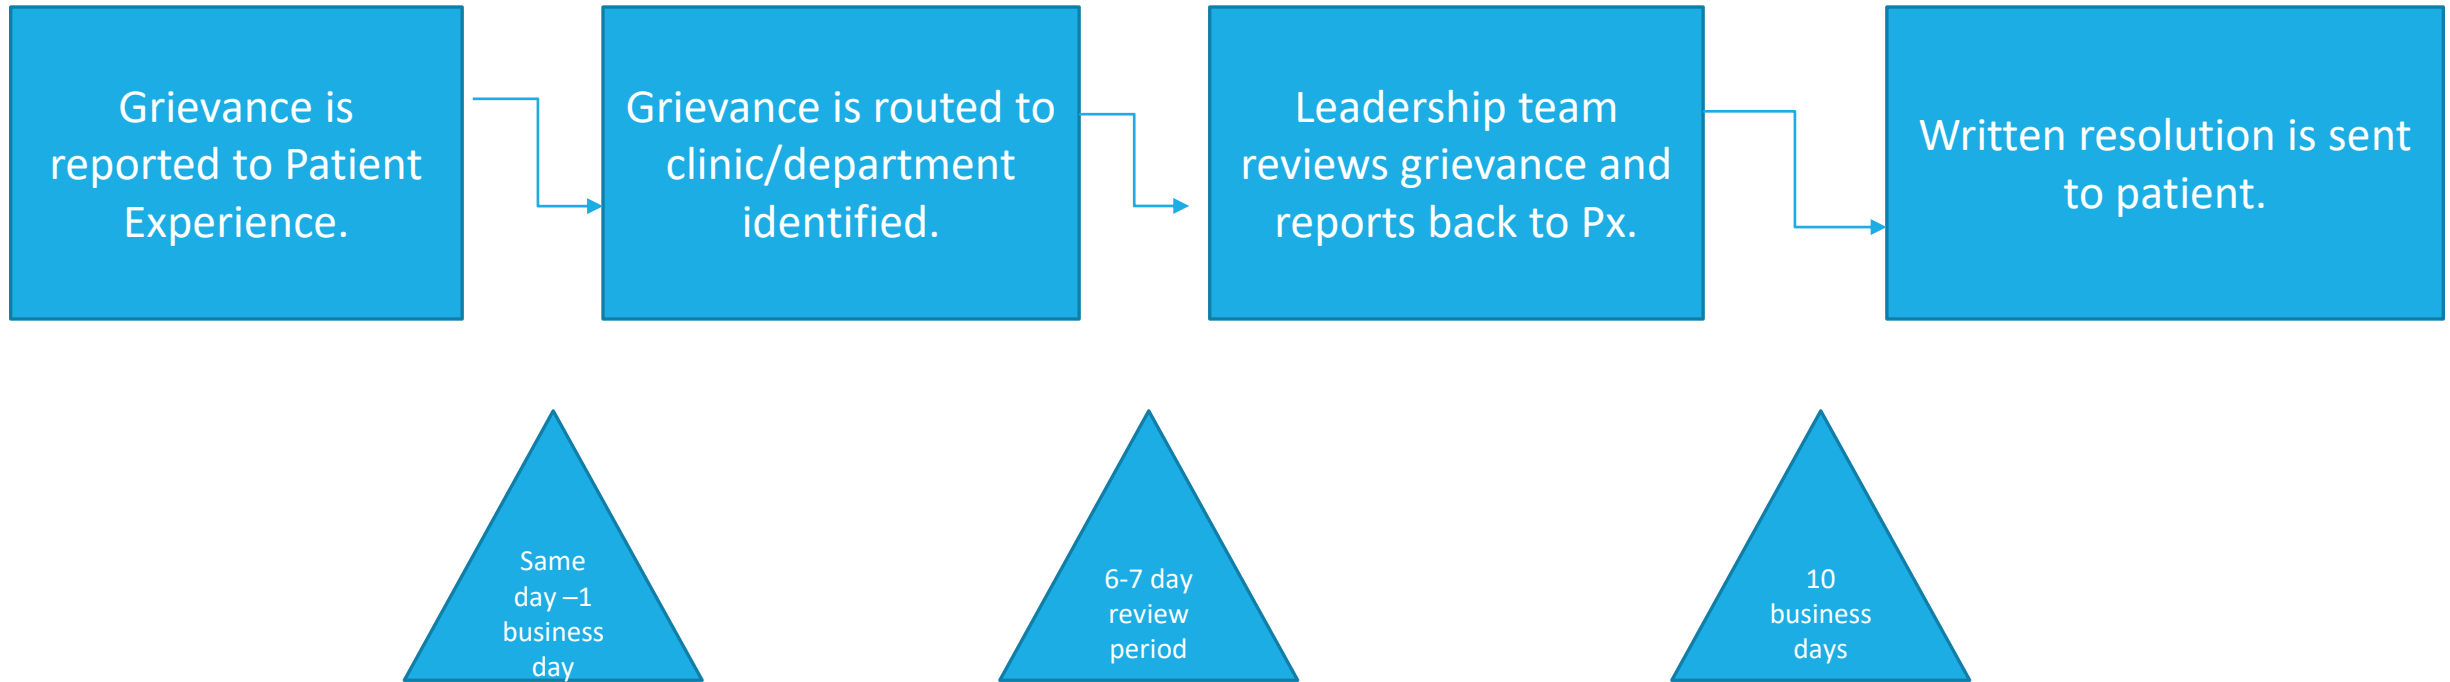 Grievance is
reported to Patient
Experience.
Grievance is routed to
clinic/department
identified.
Leadership team
reviews grievance and
reports back to Px.
Written resolution is sent
to patient.
Same
day –1
business
day
6-7 day
review
period
10
business
days